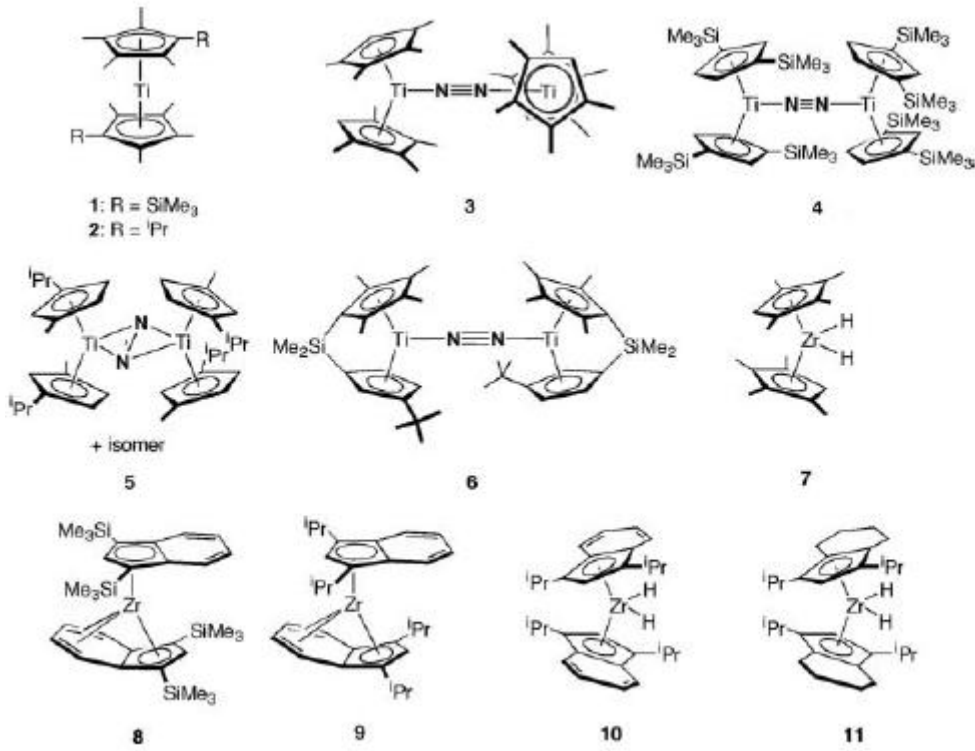 R
Ti
R
1: R = SiMe₃
2: R = ⁱPr
Ti—N≡N—Ti
3
Me₃Si
SiMe₃
SiMe₃
SiMe₃
Ti—N≡N—Ti
SiMe₃
Me₃Si
SiMe₃
SiMe₃
4
ⁱPr
N
Ti
Ti
N
ⁱPr
ⁱPr
ⁱPr
+ isomer
5
Ti—N≡N—Ti
Me₂Si
SiMe₂
6
H
Zr
H
7
Me₃Si
Me₃Si
Zr
SiMe₃
SiMe₃
8
ⁱPr
ⁱPr
Zr
ⁱPr
ⁱPr
9
ⁱPr
ⁱPr
H
Zr
H
ⁱPr
ⁱPr
10
ⁱPr
ⁱPr
H
Zr
H
ⁱPr
ⁱPr
11